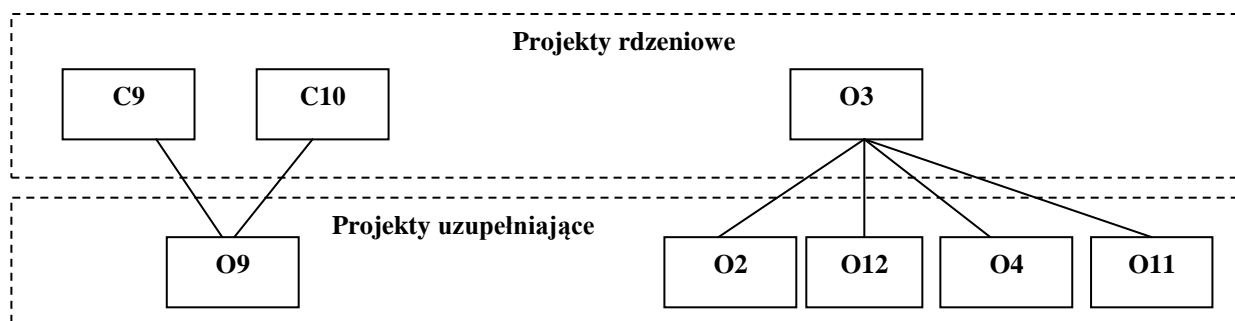 Projekty rdzeniowe
C9 C10 O3
Projekty uzupełniające
O9 O2 O12 O4 O11